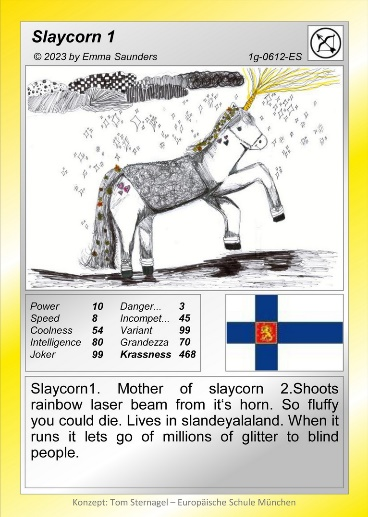 Slaycorn 1
© 2023 by Emma Saunders 1g-0612-ES
Power 10 Danger... 3
Speed 8 Incompet... 45
Coolness 54 Variant 99
Intelligence 80 Grandezza 70
Joker 99 Krassness 468
Slaycorn1. Mother of slaycorn 2.Shoots
rainbow laser beam from it's horn. So fluffy
you could die. Lives in slandeyalaland. When it
runs it lets go of millions of glitter to blind
people.
Konzept: Tom Sternagel – Europäische Schule München